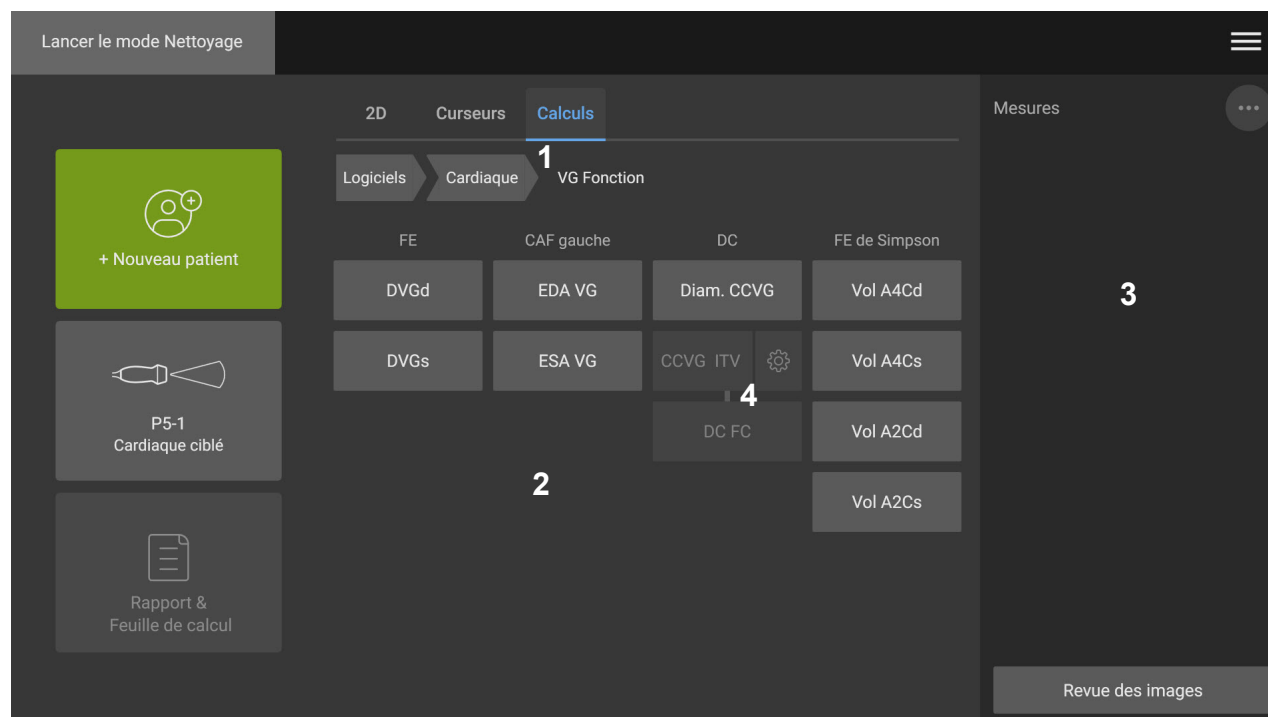 Lancer le mode Nettoyage
2D Curseurs Calculs
Mesures
1
Logiciels Cardiaque VG Fonction
+ Nouveau patient
FE CAF gauche DC FE de Simpson
DVGd EDA VG Diam. CCVG Vol A4Cd
3
DVGs ESA VG CCVG ITV Vol A4Cs
4
P5-1
Cardiaque ciblé
DC FC Vol A2Cd
2
Vol A2Cs
Rapport &
Feuille de calcul
Revue des images